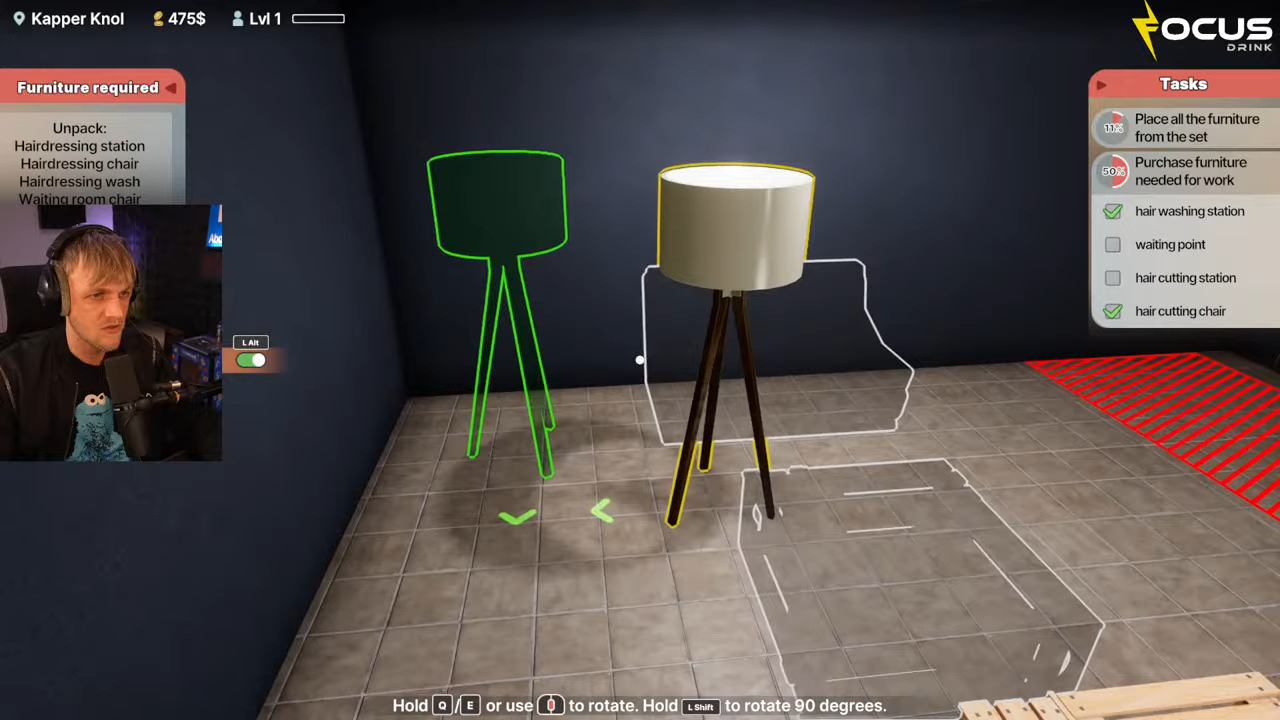 Kapper Knol
475$
Lvl 1
FOCUS
DRINK
Furniture required
Unpack:
Hairdressing station
Hairdressing chair
Hairdressing wash
Waiting room chair
L Alt
Tasks
11%
Place all the furniture
from the set
50%
Purchase furniture
needed for work
hair washing station
waiting point
hair cutting station
hair cutting chair
Hold Q/E or use to rotate. Hold L Shift to rotate 90 degrees.